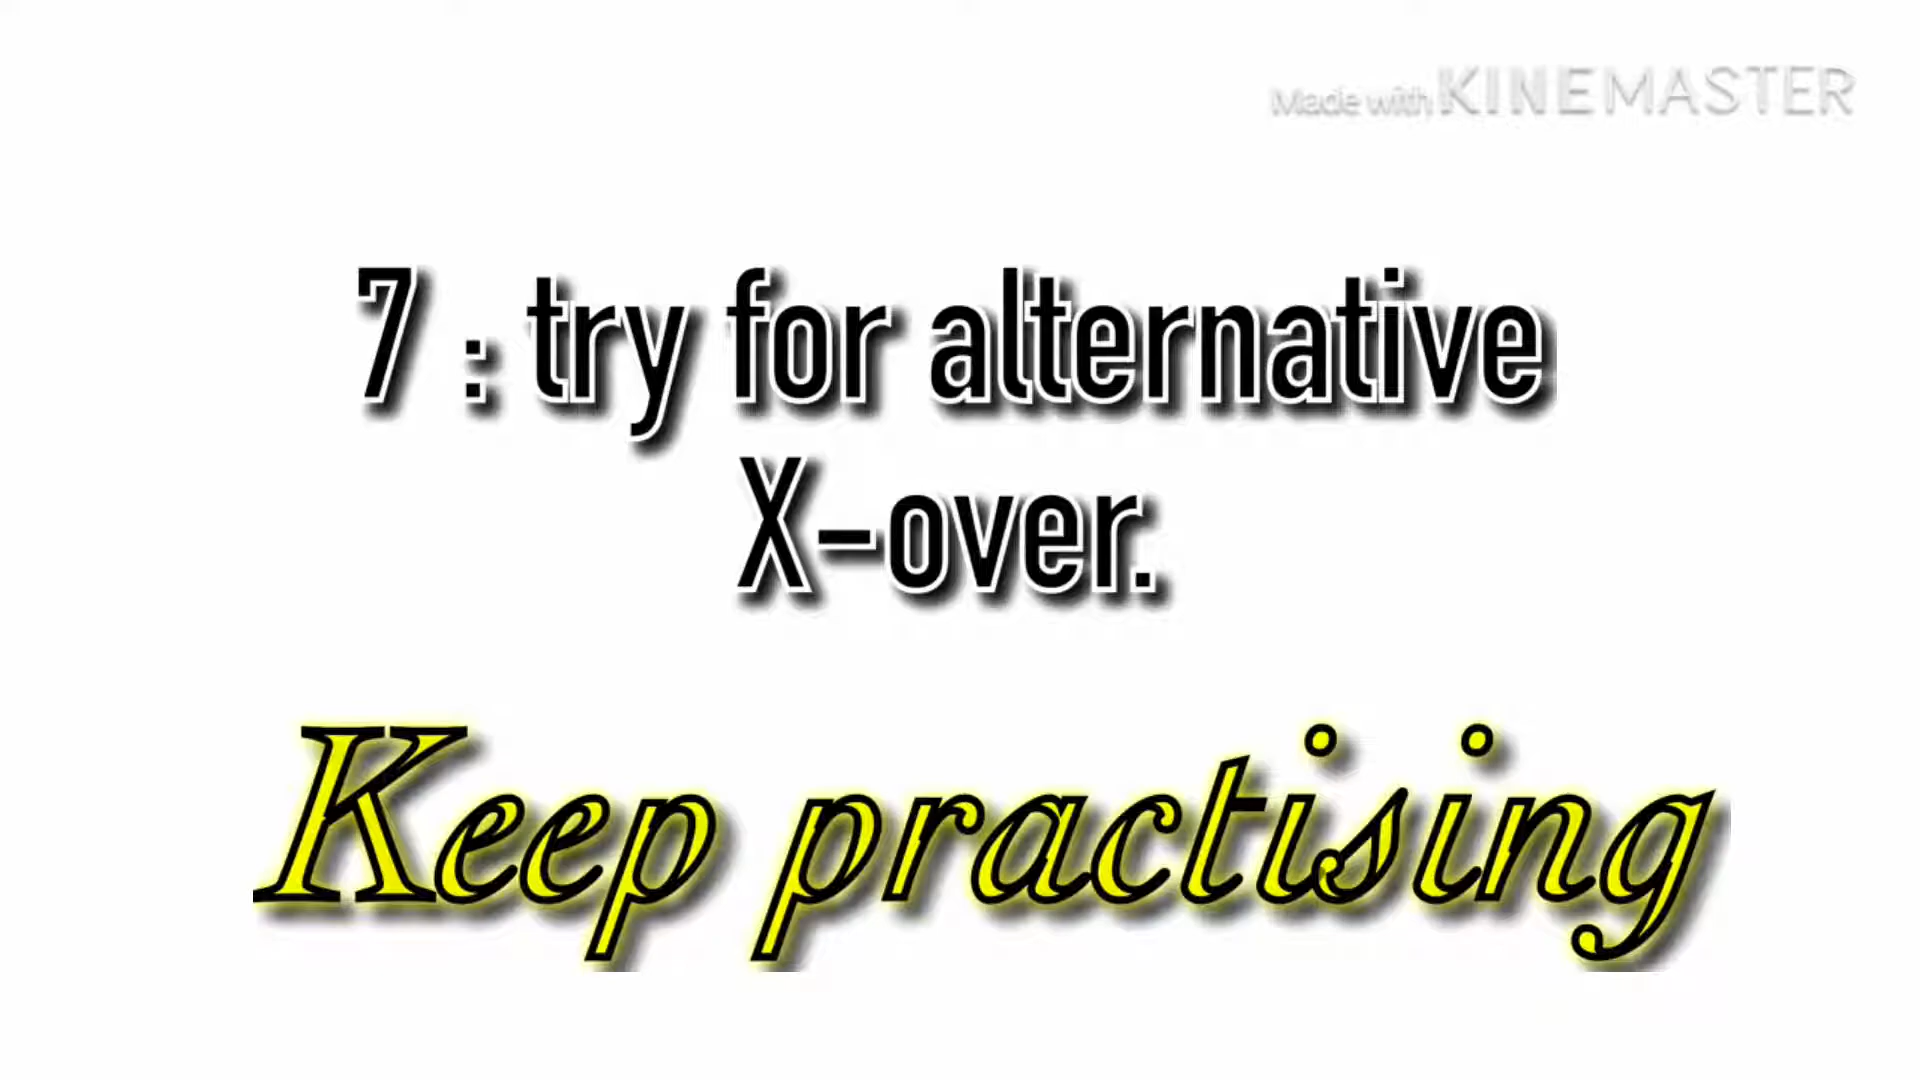 Made with KINEMASTER
7 : try for alternative
X-over.
Keep practising